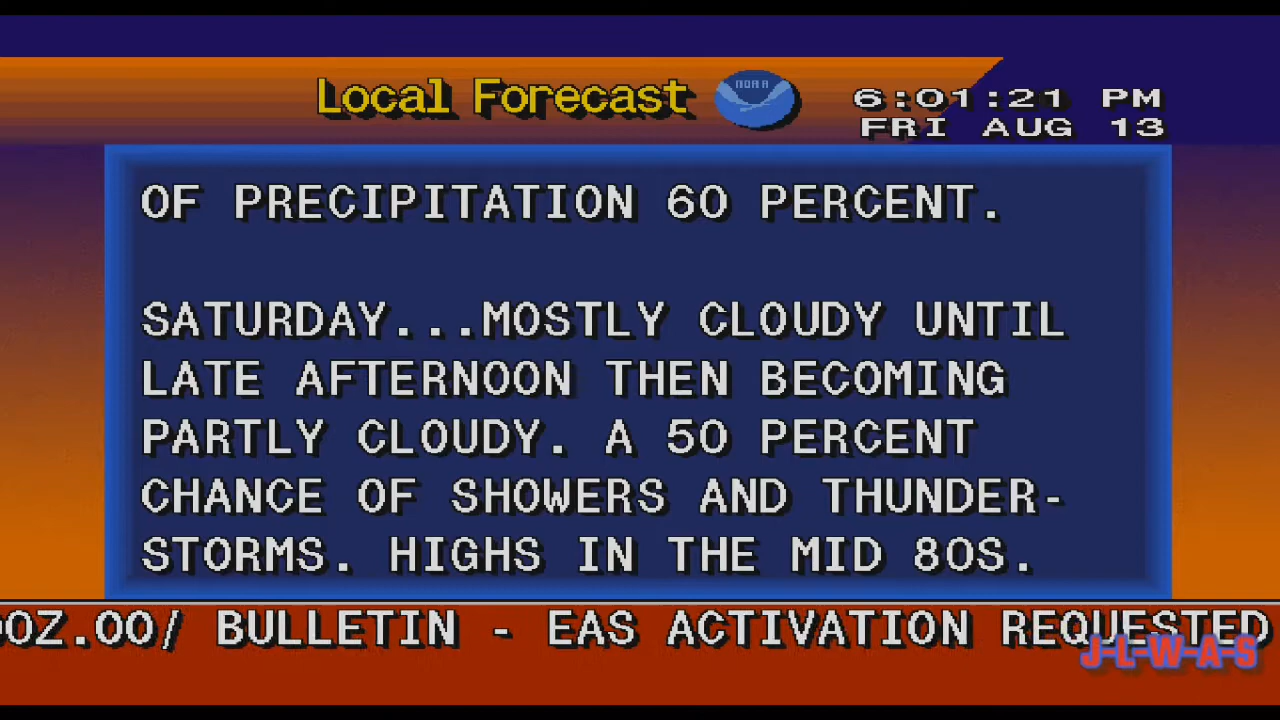 Local Forecast
NOAA
6:01:21 PM
FRI AUG 13
OF PRECIPITATION 60 PERCENT.
SATURDAY...MOSTLY CLOUDY UNTIL
LATE AFTERNOON THEN BECOMING
PARTLY CLOUDY. A 50 PERCENT
CHANCE OF SHOWERS AND THUNDER-
STORMS. HIGHS IN THE MID 80S.
0Z.00/ BULLETIN - EAS ACTIVATION REQUESTED
J-L-W-A-S